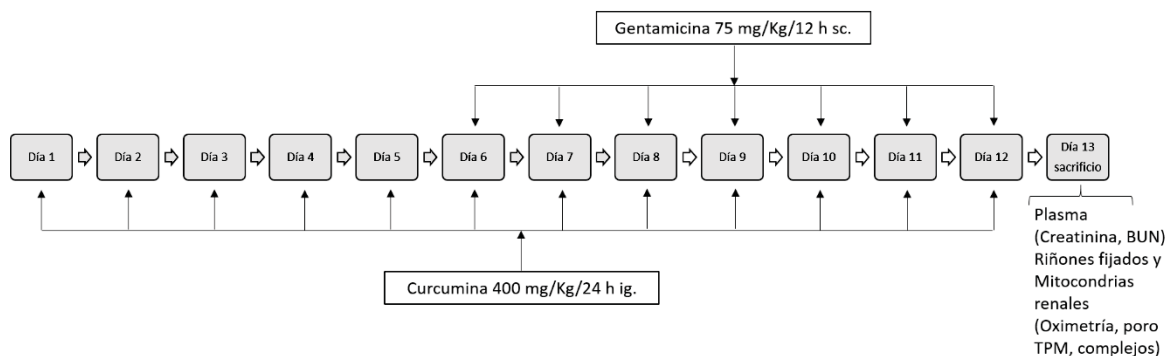 Gentamicina 75 mg/Kg/12 h sc.
Día 1
Día 2
Día 3
Día 4
Día 5
Día 6
Día 7
Día 8
Día 9
Día 10
Día 11
Día 12
Día 13
sacrificio
Curcumina 400 mg/Kg/24 h ig.
Plasma
(Creatinina, BUN)
Riñones fijados y
Mitocondrias
renales
(Oximetría, poro
TPM, complejos)